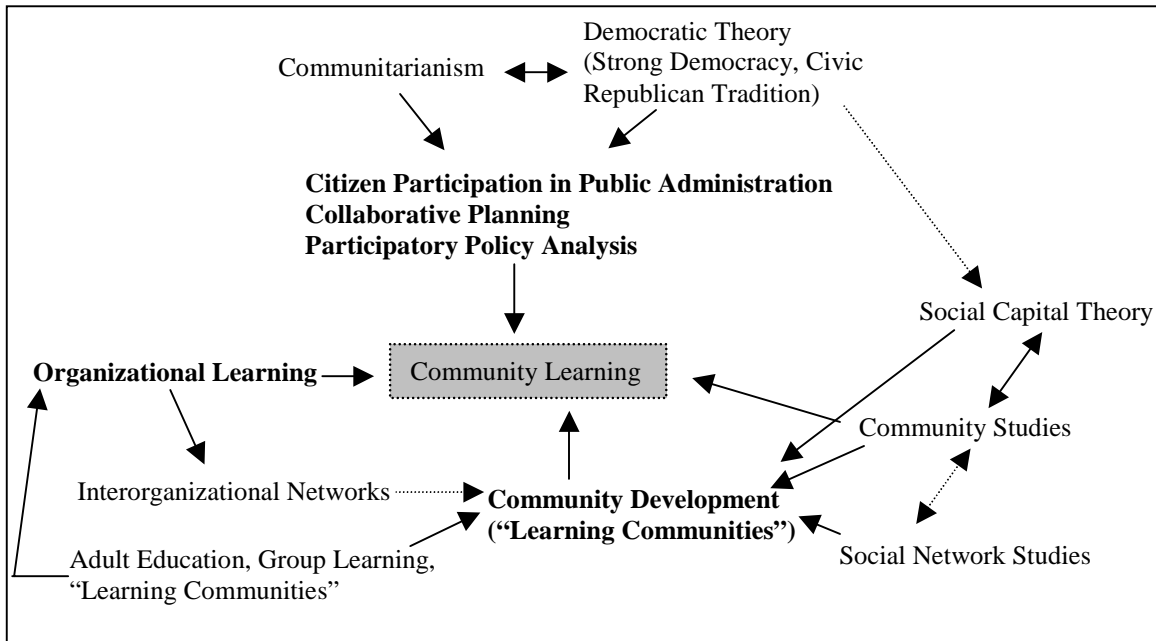 Democratic Theory
(Strong Democracy, Civic
Republican Tradition)
Communitarianism
Citizen Participation in Public Administration
Collaborative Planning
Participatory Policy Analysis
Social Capital Theory
Organizational Learning
Community Learning
Community Studies
Interorganizational Networks
Community Development
(“Learning Communities”)
Adult Education, Group Learning,
“Learning Communities”
Social Network Studies